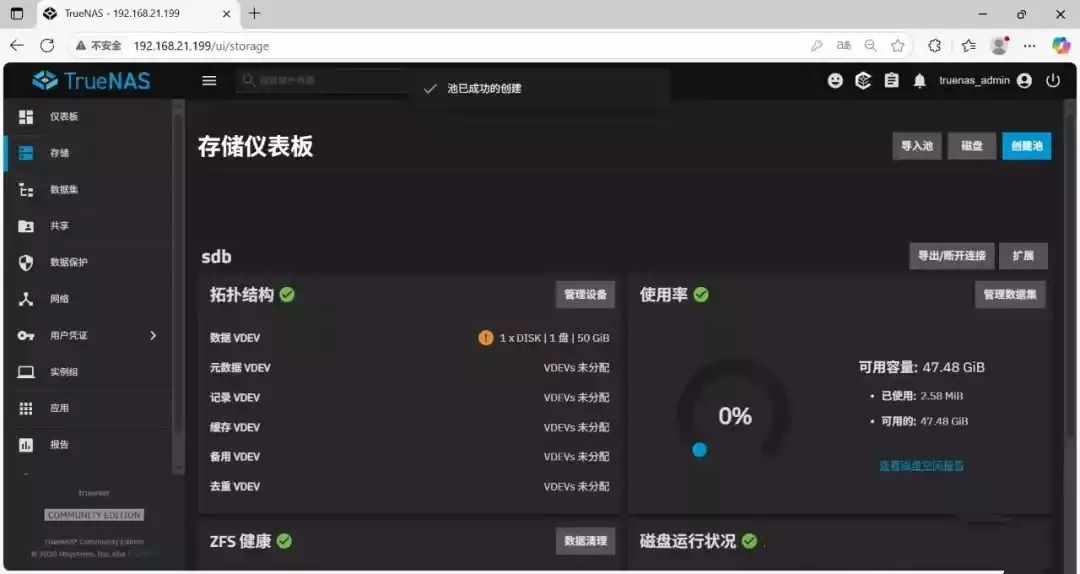 TrueNAS - 192.168.21.199
不安全 192.168.21.199/ui/storage
TrueNAS
池已成功的创建
truenas_admin
仪表板
存储
数据集
共享
数据保护
网络
用户凭证
实例组
应用
报告
truenas
COMMUNITY EDITION
TrueNAS® Community Edition
存储仪表板
导入池
磁盘
创建池
sdb
导出/断开连接
扩展
拓扑结构
管理设备
数据 VDEV 1 x DISK | 1 盘 | 50 GiB
元数据 VDEV VDEVs 未分配
记录 VDEV VDEVs 未分配
缓存 VDEV VDEVs 未分配
备用 VDEV VDEVs 未分配
去重 VDEV VDEVs 未分配
使用率
管理数据集
0%
可用容量: 47.48 GiB
• 已使用: 2.58 MiB
• 可用的: 47.48 GiB
查看磁盘空间报告
ZFS 健康
数据清理
磁盘运行状况